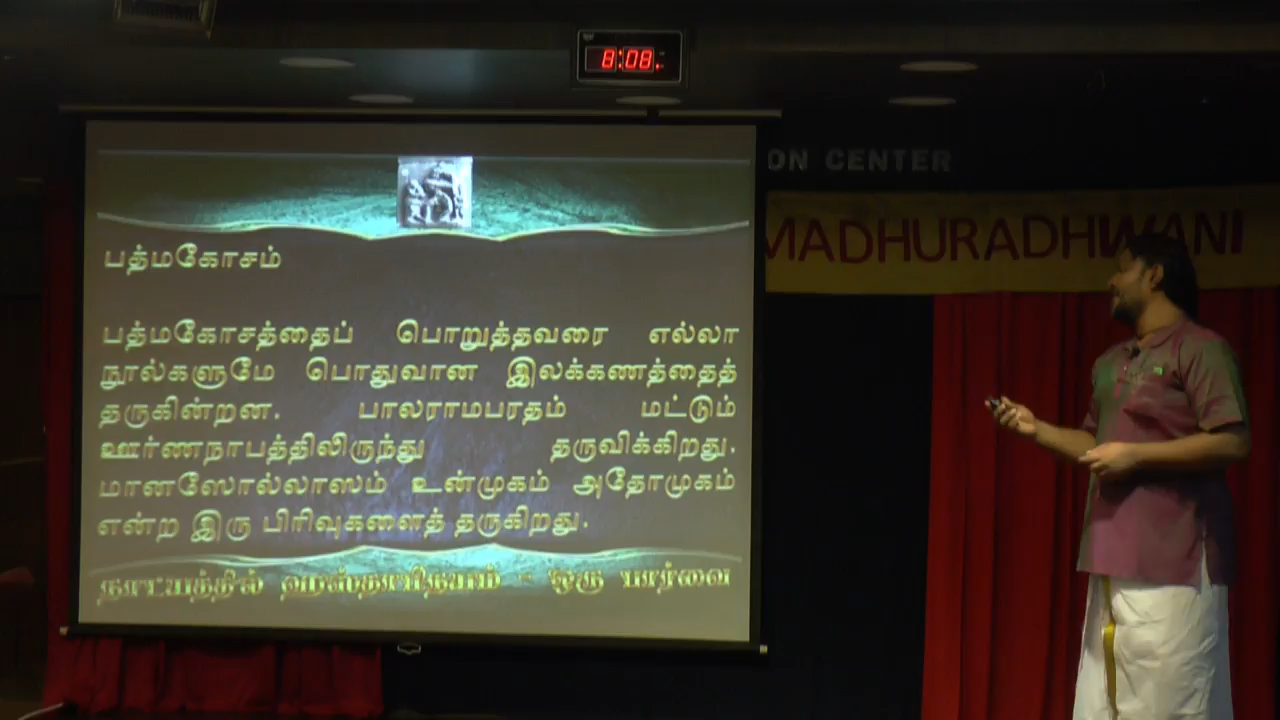 8:08
ON CENTER
MADHURADHWANI
பத்மகோசம்
பத்மகோசத்தைப் பொறுத்தவரை எல்லா
நூல்களுமே பொதுவான இலக்கணத்தைத்
தருகின்றன. பாலராமபரதம் மட்டும்
ஊர்ணநாபத்திலிருந்து தருவிக்கிறது.
மானஸோல்லாஸம் உன்முகம் அதோமுகம்
என்ற இரு பிரிவுகளைத் தருகிறது.
நாட்யத்தில் ஹஸ்தாபிநயம் - ஒரு பார்வை